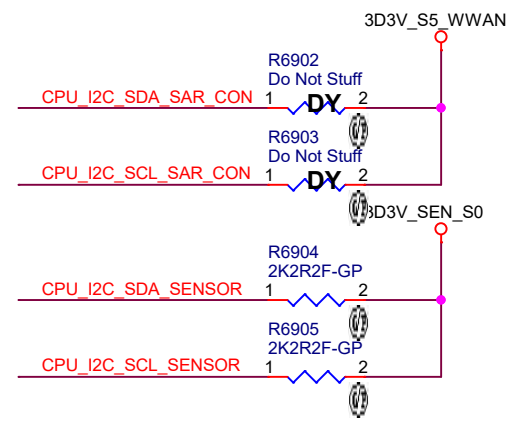 3D3V_S5_WWAN
R6902
Do Not Stuff
CPU_I2C_SDA_SAR_CON 1 DY 2
R6903
Do Not Stuff
CPU_I2C_SCL_SAR_CON 1 DY 2
3D3V_SEN_S0
R6904
2K2R2F-GP
CPU_I2C_SDA_SENSOR 1 2
R6905
2K2R2F-GP
CPU_I2C_SCL_SENSOR 1 2